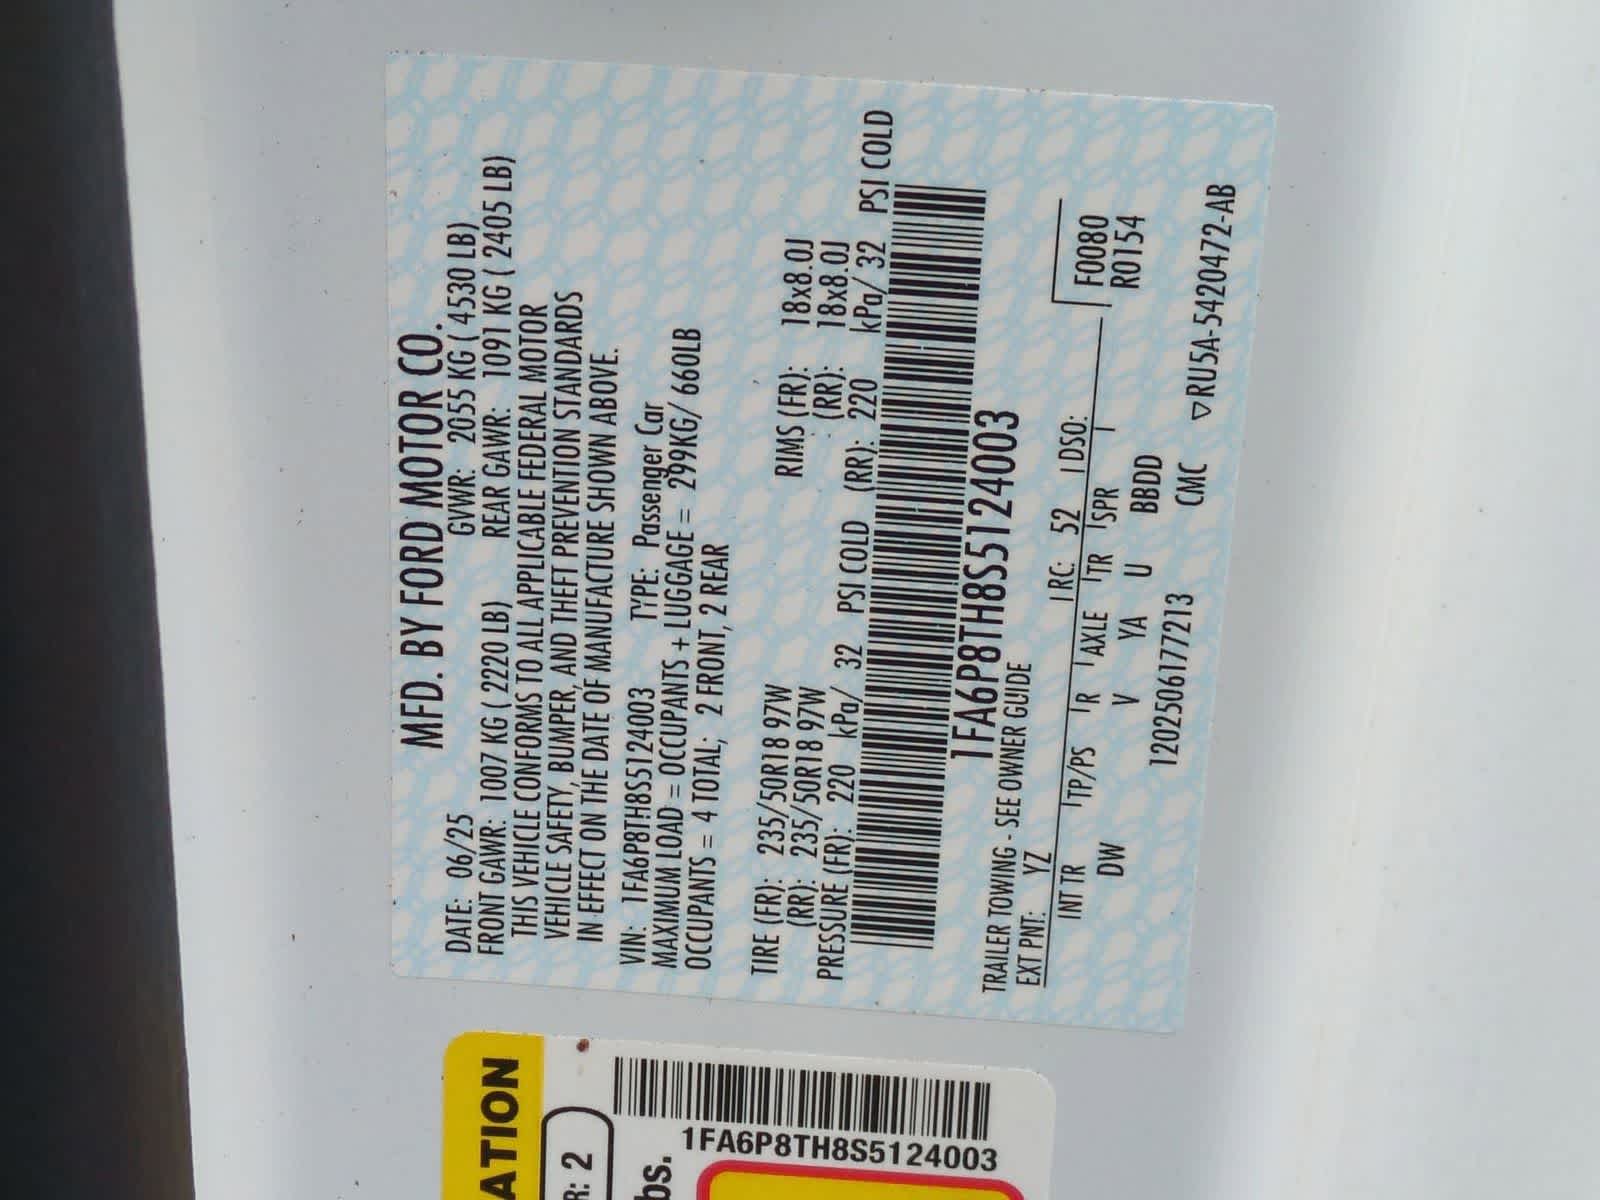 MFD. BY FORD MOTOR CO.
DATE: 06/25 GVWR: 2055 KG ( 4530 LB)
FRONT GAWR: 1007 KG ( 2220 LB) REAR GAWR: 1091 KG ( 2405 LB)
THIS VEHICLE CONFORMS TO ALL APPLICABLE FEDERAL MOTOR
VEHICLE SAFETY, BUMPER, AND THEFT PREVENTION STANDARDS
IN EFFECT ON THE DATE OF MANUFACTURE SHOWN ABOVE.
VIN: 1FA6P8TH8S5124003 TYPE: Passenger Car
MAXIMUM LOAD = OCCUPANTS + LUGGAGE = 299KG/ 660LB
OCCUPANTS = 4 TOTAL; 2 FRONT, 2 REAR
TIRE (FR): 235/50R18 97W RIMS (FR): 18x8.0J
(RR): 235/50R18 97W (RR): 18x8.0J
PRESSURE (FR): 220 kPa/ 32 PSI COLD (RR): 220 kPa/ 32 PSI COLD
1FA6P8TH8S5124003
TRAILER TOWING - SEE OWNER GUIDE
EXT PNT: YZ RC: 52 DSO:
INT TR TP/PS R AXLE TR SPR F0080
DW V YA U BBDD R0154
12025061772​13 CMC ▽RU5A-5420472-AB
ATION
R: 2
1FA6P8TH8S5124003
bs.